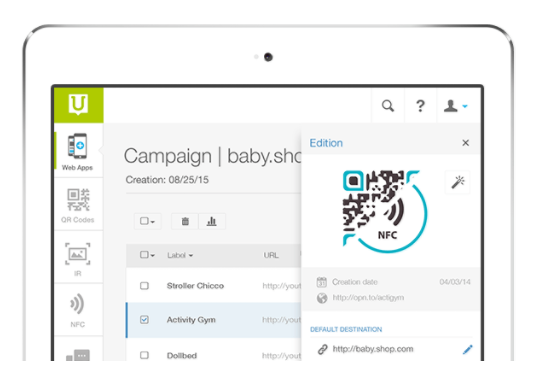 U
Web Apps
QR Codes
IR
NFC
Campaign | baby.sho
Creation: 08/25/15
Label
URL
Stroller Chicco
http://yout
Activity Gym
http://yout
Dollbed
http://yout
?
Edition
×
NFC
Creation date
04/03/14
http://opn.to/actigym
DEFAULT DESTINATION
http://baby.shop.com